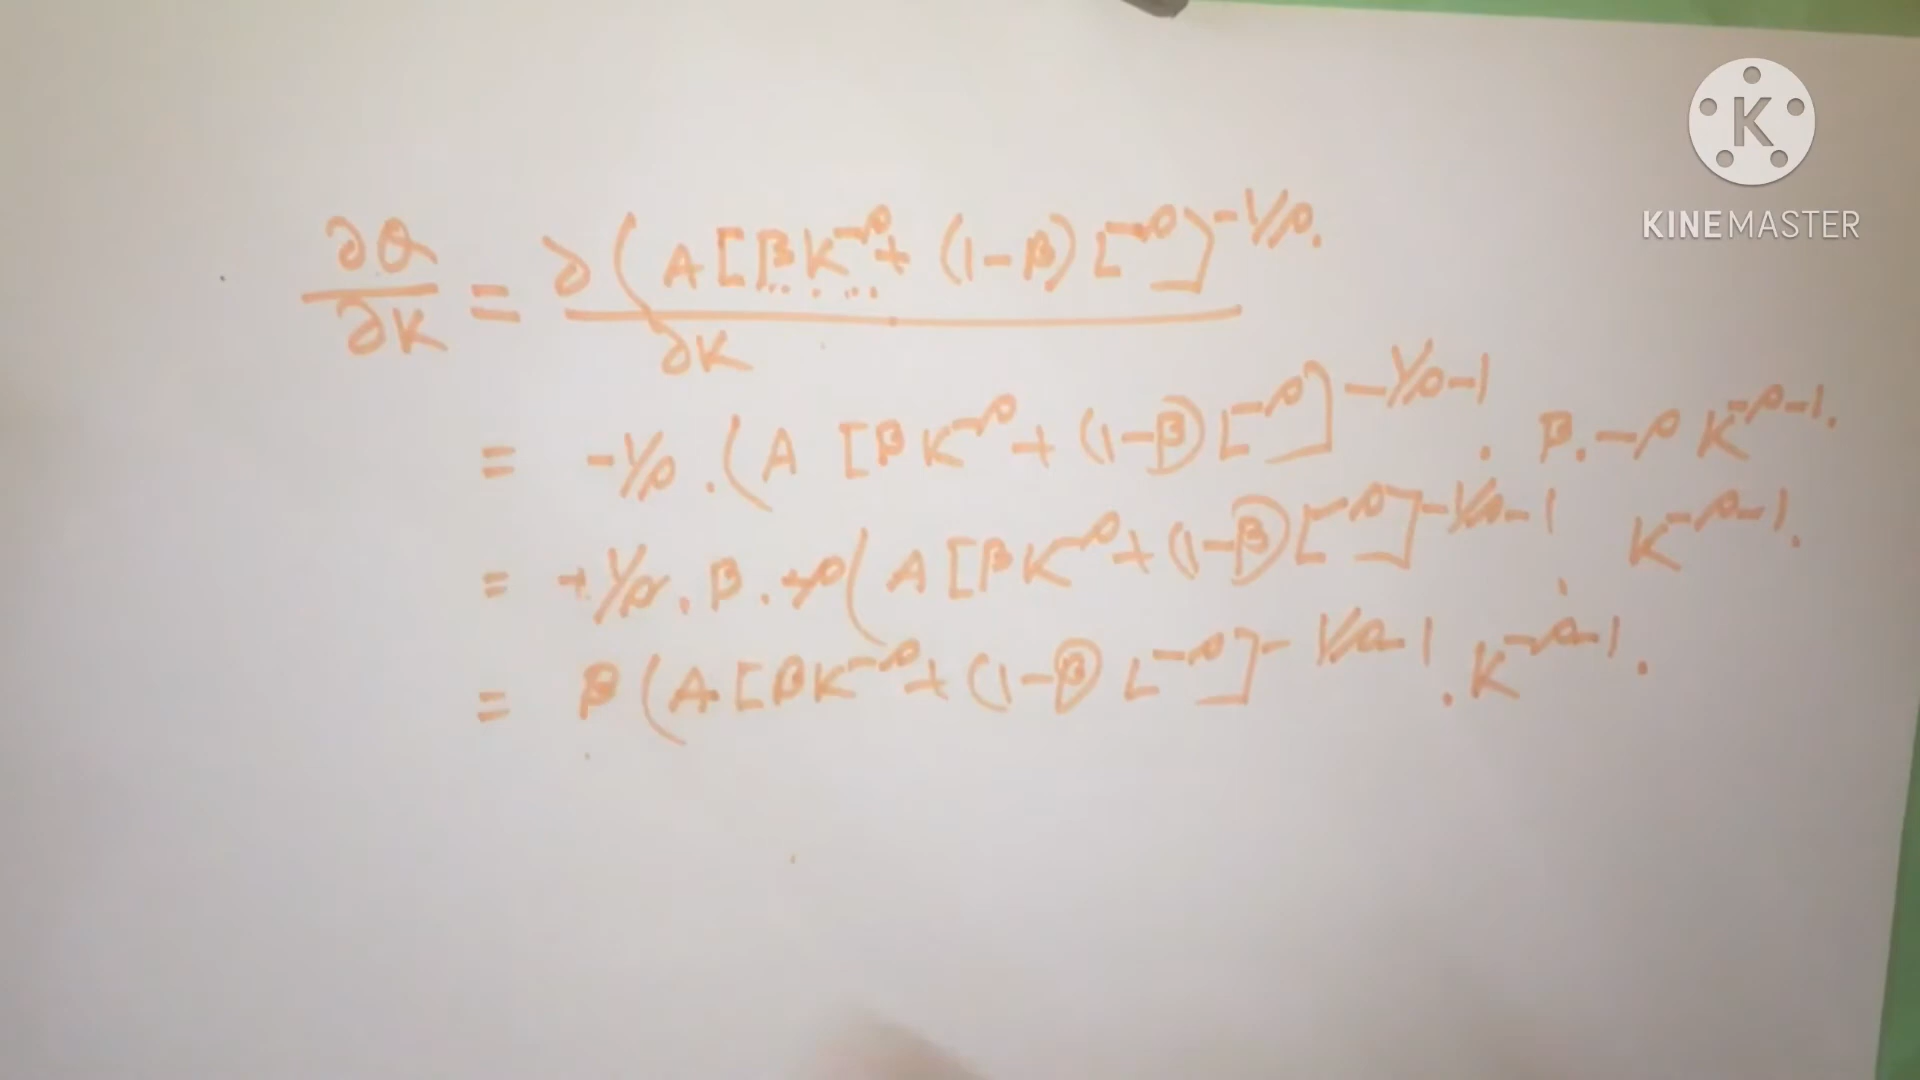 K
KINEMASTER
∂Q/∂K = ∂(A[βK^-ρ + (1-β)L^-ρ]^-1/ρ. / ∂K
= -1/ρ . (A [βK^-ρ + (1-β) L^-ρ]^-1/ρ-1 . β. -ρ K^-ρ-1.
= +1/ρ . β . +ρ (A [βK^-ρ + (1-β) L^-ρ]^-1/ρ-1 . K^-ρ-1.
= β (A. [βK^-ρ + (1-β) L^-ρ]^-1/ρ-1 . K^-ρ-1.